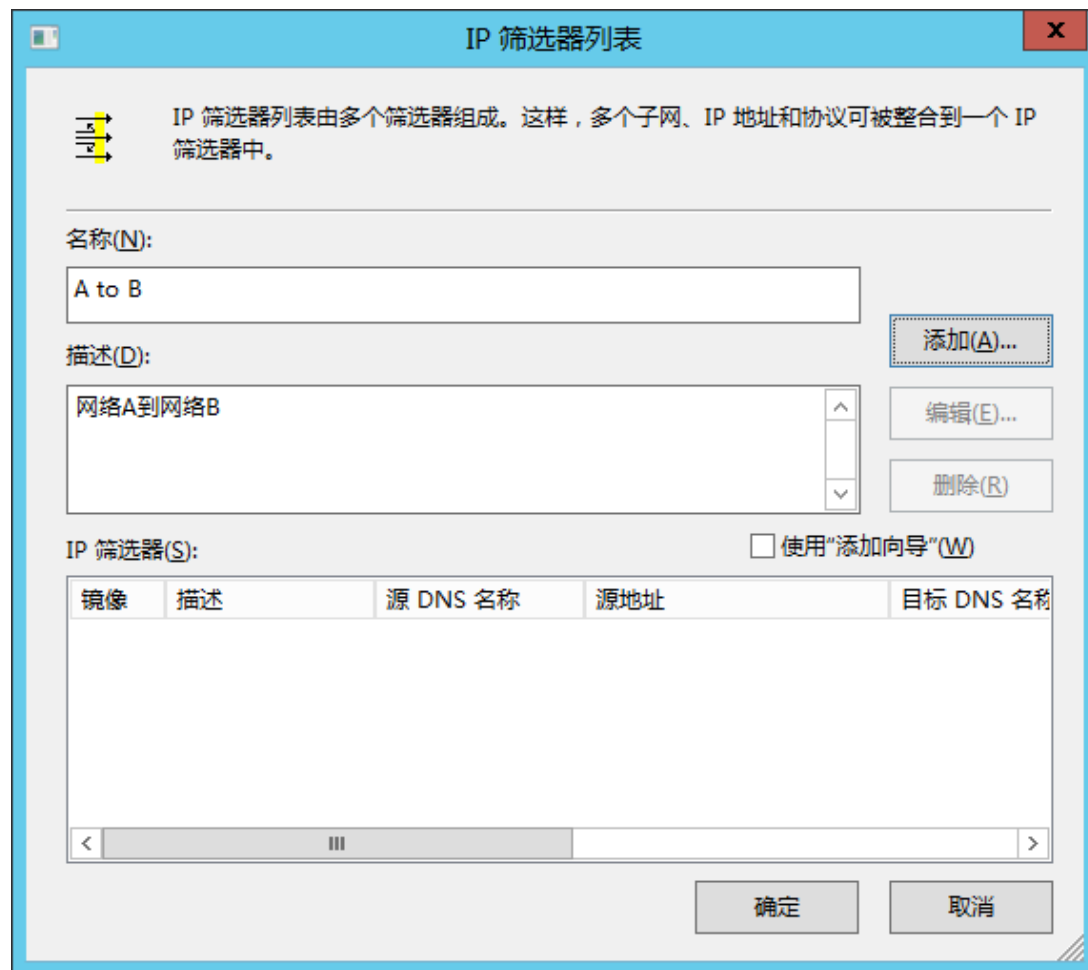 IP 筛选器列表
IP 筛选器列表由多个筛选器组成。这样，多个子网、IP 地址和协议可被整合到一个 IP
筛选器中。
名称(N):
A to B
添加(A)...
描述(D):
网络A到网络B
编辑(E)...
删除(R)
IP 筛选器(S):
使用“添加向导”(W)
镜像 描述 源 DNS 名称 源地址 目标 DNS 名称
确定 取消